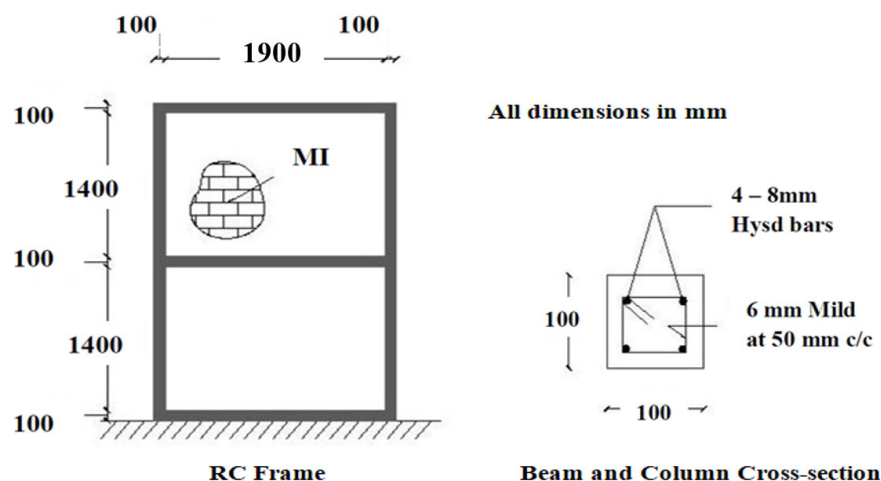 100
100
1900
100
1400
100
1400
100
MI
RC Frame
All dimensions in mm
4 – 8mm
Hysd bars
100
6 mm Mild
at 50 mm c/c
100
Beam and Column Cross-section